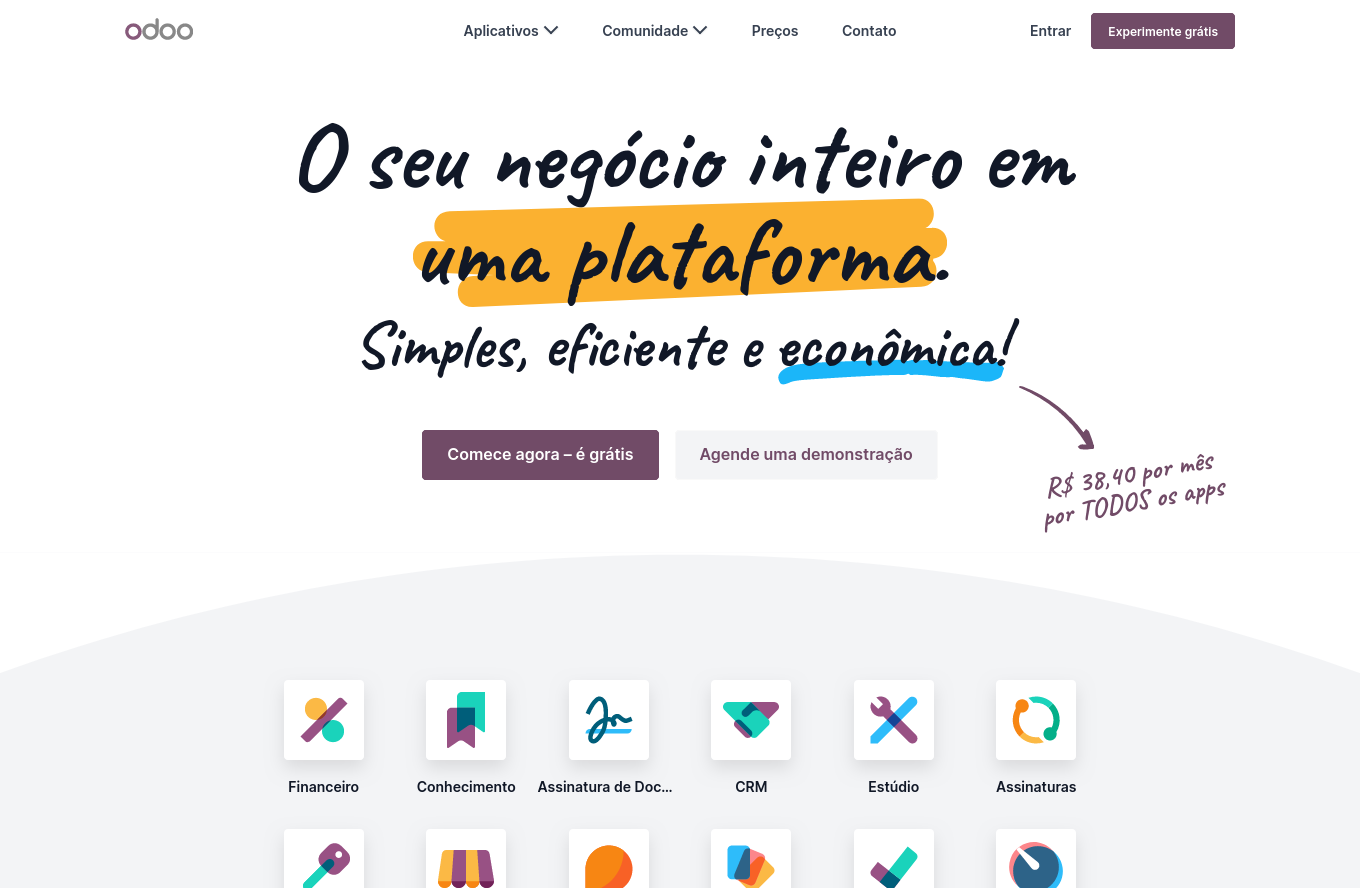 odoo
Aplicativos
Comunidade
Preços
Contato
Entrar
Experimente grátis
O seu negócio inteiro em
uma plataforma.
Simples, eficiente e econômica!
Comece agora – é grátis
Agende uma demonstração
R$ 38,40 por mês
por TODOS os apps
Financeiro
Conhecimento
Assinatura de Doc...
CRM
Estúdio
Assinaturas